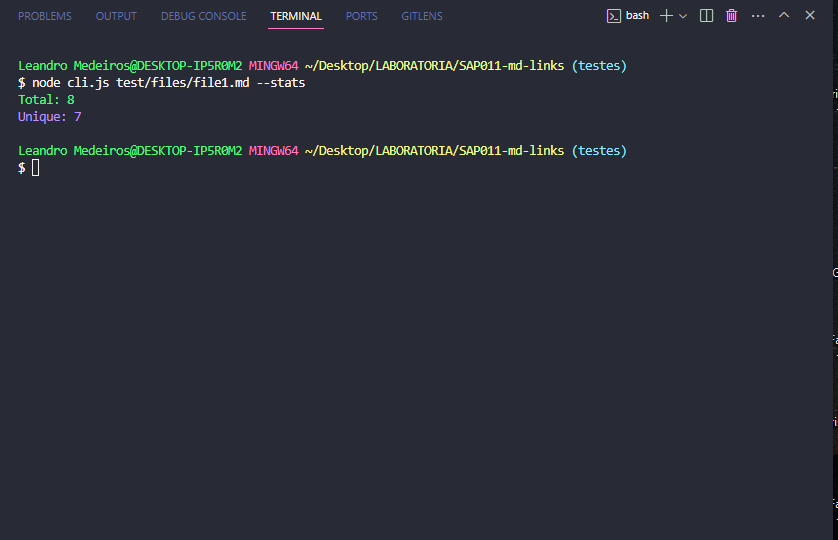 PROBLEMS OUTPUT DEBUG CONSOLE TERMINAL PORTS GITLENS bash
Leandro Medeiros@DESKTOP-IP5R0M2 MINGW64 ~/Desktop/LABORATORIA/SAP011-md-links (testes)
$ node cli.js test/files/file1.md --stats
Total: 8
Unique: 7
Leandro Medeiros@DESKTOP-IP5R0M2 MINGW64 ~/Desktop/LABORATORIA/SAP011-md-links (testes)
$